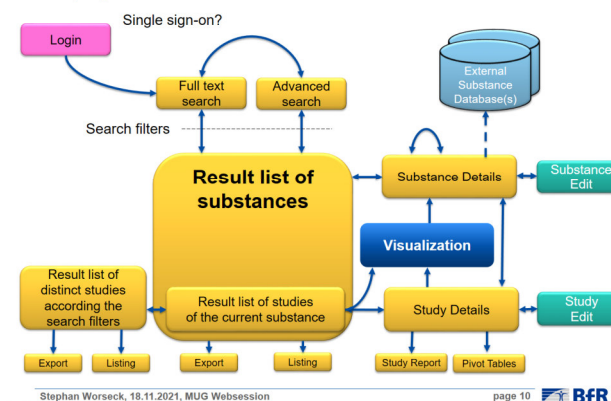 Single sign-on?
Login
Full text
search
Advanced
search
External
Substance
Database(s)
Search filters
Result list of
substances
Substance Details
Substance
Edit
Visualization
Result list of
distinct studies
according the
search filters
Result list of studies
of the current substance
Study Details
Study
Edit
Export
Listing
Export
Listing
Study Report
Pivot Tables
Stephan Worseck, 18.11.2021, MUG Websession
page 10
BfR